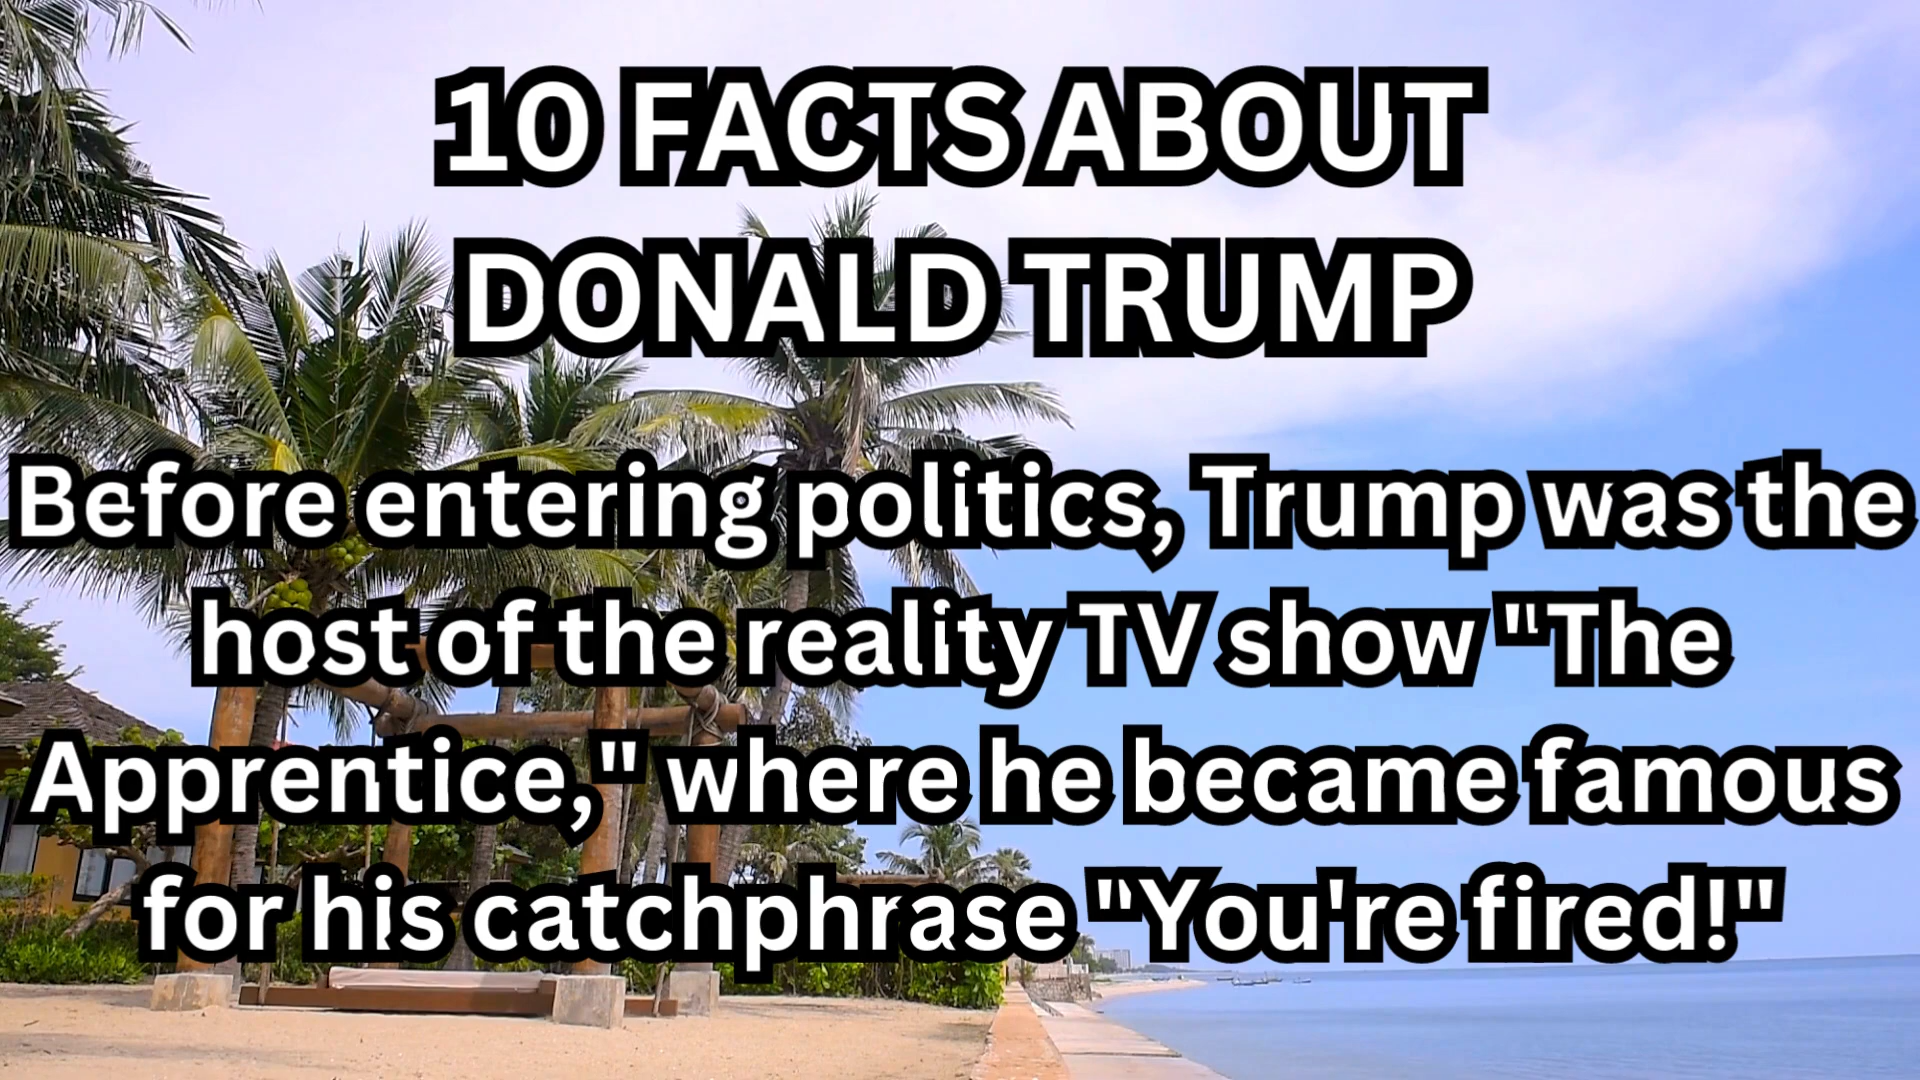 10 FACTS ABOUT
DONALD TRUMP
Before entering politics, Trump was the
host of the reality TV show "The
Apprentice," where he became famous
for his catchphrase "You're fired!"